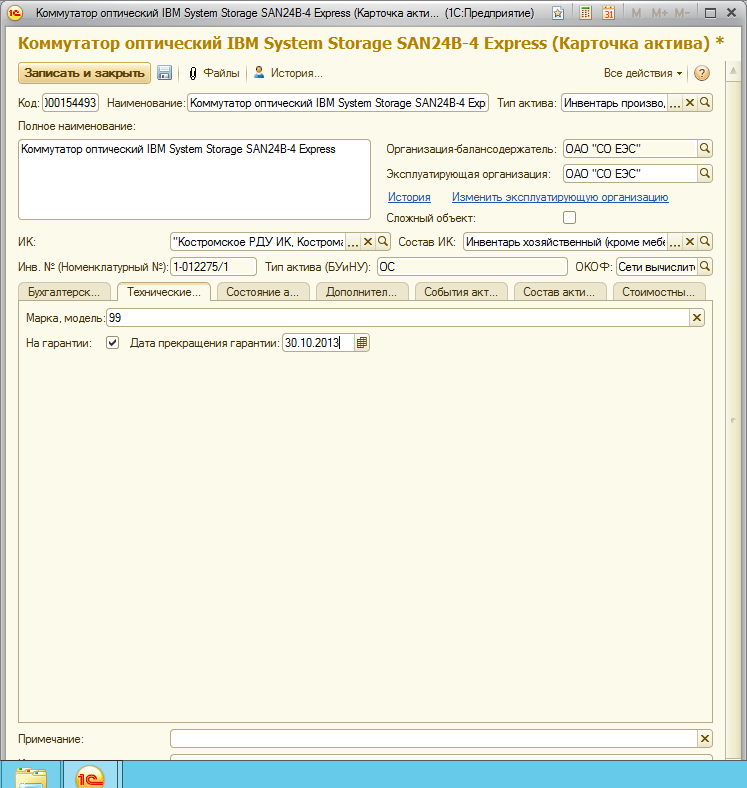 Коммутатор оптический IBM System Storage SAN24B-4 Express (Карточка акти... (1С:Предприятие) 31 M M+ M-
Коммутатор оптический IBM System Storage SAN24B-4 Express (Карточка актива) *
Записать и закрыть Файлы История... Все действия ?
Код: 000154493 Наименование: Коммутатор оптический IBM System Storage SAN24B-4 Exp Тип актива: Инвентарь произво, ...
Полное наименование:
Коммутатор оптический IBM System Storage SAN24B-4 Express
Организация-балансодержатель: ОАО "СО ЕЭС"
Эксплуатирующая организация: ОАО "СО ЕЭС"
История Изменить эксплуатирующую организацию
Сложный объект:
ИК: "Костромское РДУ ИК, Кострома ... Состав ИК: Инвентарь хозяйственный (кроме мебе ...
Инв. № (Номенклатурный №): 1-012275/1 Тип актива (БУиНУ): ОС ОКОФ: Сети вычислит
Бухгалтерск... Технические... Состояние а... Дополнител... События акт... Состав акти... Стоимостны...
Марка, модель: 99
На гарантии: Дата прекращения гарантии: 30.10.2013
Примечание:
1С